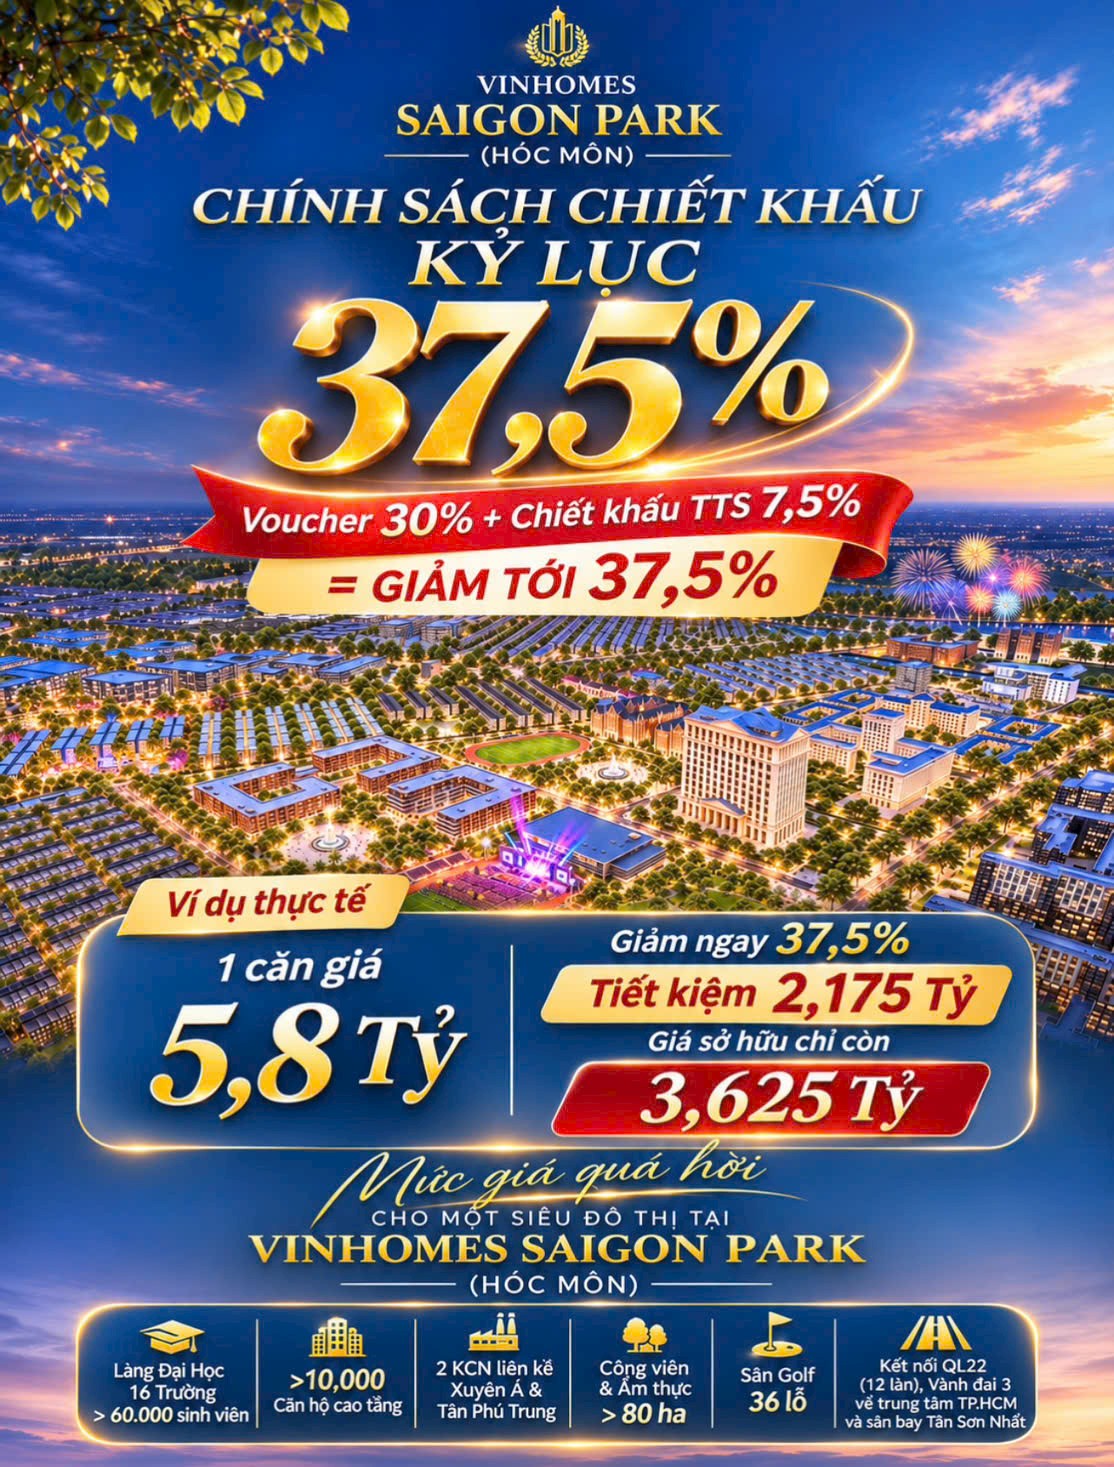 VINHOMES
SAIGON PARK
(HÓC MÔN)
CHÍNH SÁCH CHIẾT KHẤU
KỶ LỤC
37,5%
Voucher 30% + Chiết khấu TTS 7,5%
= GIẢM TỚI 37,5%
Ví dụ thực tế
1 căn giá
5,8 Tỷ
Giảm ngay 37,5%
Tiết kiệm 2,175 Tỷ
Giá sở hữu chỉ còn
3,625 Tỷ
Mức giá quá hời
CHO MỘT SIÊU ĐÔ THỊ TẠI
VINHOMES SAIGON PARK
(HÓC MÔN)
Làng Đại Học
16 Trường
> 60.000 sinh viên
>10,000
Căn hộ cao tầng
2 KCN liên kế
Xuyên Á &
Tân Phú Trung
Công viên
& Ẩm thực
> 80 ha
Sân Golf
36 lỗ
Kết nối QL22
(12 làn), Vành đai 3
về trung tâm TP.HCM
và sân bay Tân Sơn Nhất